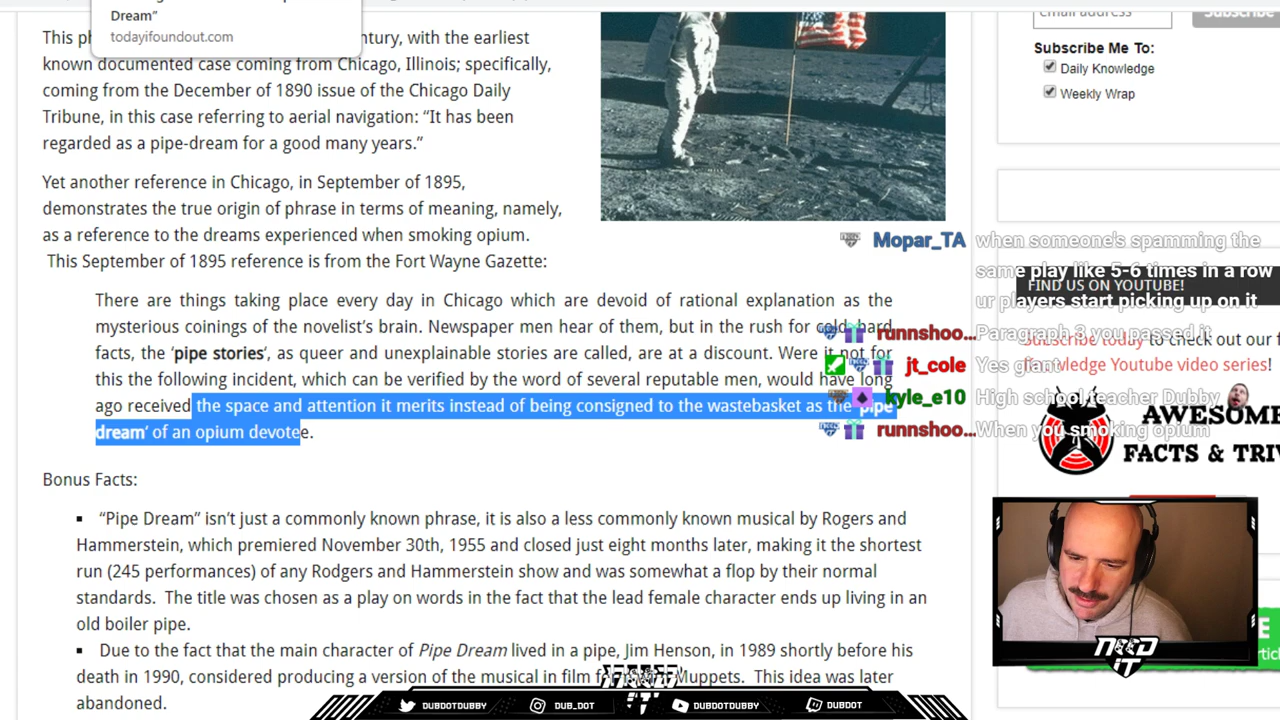 Dream"
todayifoundout.com
This ph
ntury, with the earliest
known documented case coming from Chicago, Illinois; specifically,
coming from the December of 1890 issue of the Chicago Daily
Tribune, in this case referring to aerial navigation: “It has been
regarded as a pipe-dream for a good many years.”
Yet another reference in Chicago, in September of 1895,
demonstrates the true origin of phrase in terms of meaning, namely,
as a reference to the dreams experienced when smoking opium.
This September of 1895 reference is from the Fort Wayne Gazette:
There are things taking place every day in Chicago which are devoid of rational explanation as the
mysterious coinings of the novelist’s brain. Newspaper men hear of them, but in the rush for cold, hard
facts, the ‘pipe stories’, as queer and unexplainable stories are called, are at a discount. Were it not for
this the following incident, which can be verified by the word of several reputable men, would have long
ago received the space and attention it merits instead of being consigned to the wastebasket as the ‘pipe
dream‘ of an opium devotee.
Bonus Facts:
“Pipe Dream” isn’t just a commonly known phrase, it is also a less commonly known musical by Rogers and
Hammerstein, which premiered November 30th, 1955 and closed just eight months later, making it the shortest
run (245 performances) of any Rodgers and Hammerstein show and was somewhat a flop by their normal
standards. The title was chosen as a play on words in the fact that the lead female character ends up living in an
old boiler pipe.
Due to the fact that the main character of Pipe Dream lived in a pipe, Jim Henson, in 1989 shortly before his
death in 1990, considered producing a version of the musical in film Muppets. This idea was later
abandoned.
email address
Subscribe
Subscribe Me To:
Daily Knowledge
Weekly Wrap
Mopar_TA when someone's spamming the
same play like 5-6 times in a row
FIND US ON YOUTUBE!
ur players start picking up on it
runnshoo... Paragraph 3 you passed it
Subscribe today to check out our
jt_cole Yes giant
Knowledge Youtube video series!
kyle_e10 High school teacher Dubby
runnshoo... When you smoking opium
AWESOME
FACTS & TRIV
NEED
IT
IT
DUBDOTDUBBY
DUB_DOT
DUBDOTDUBBY
DUBDOT